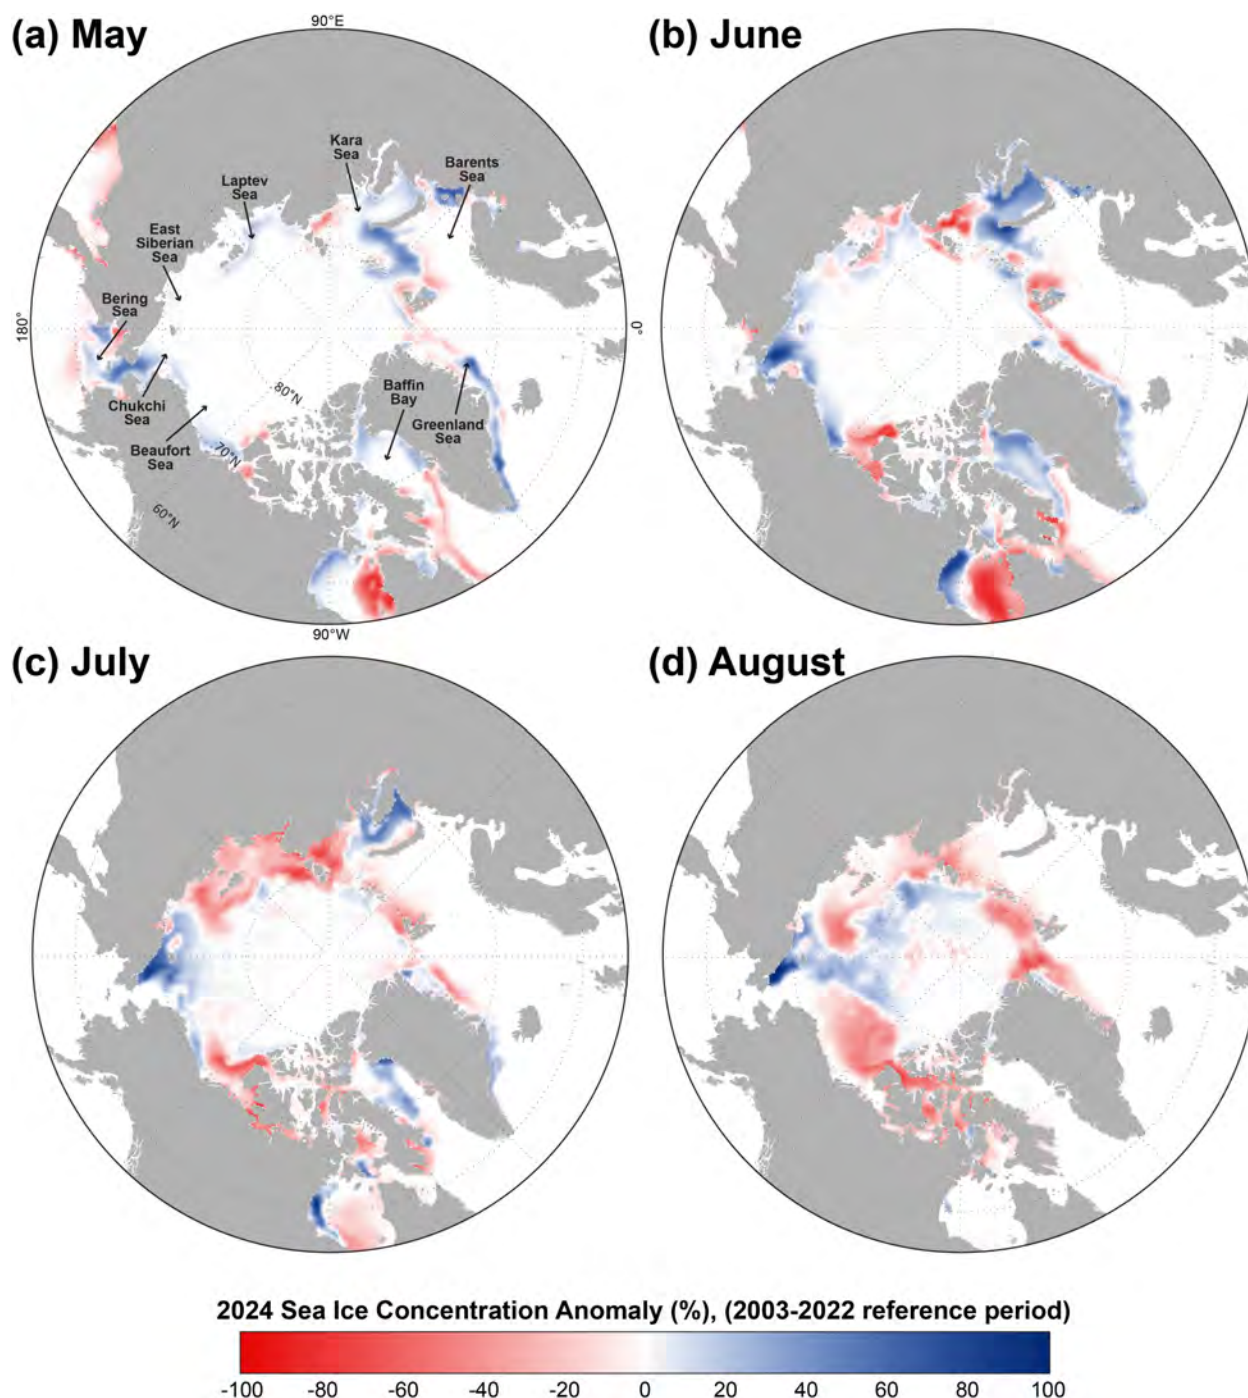 (a) May
90°E
(b) June
Kara
Sea
Barents
Sea
Laptev
Sea
East
Siberian
Sea
Bering
Sea
180°
0°
80°N
Baffin
Bay
Chukchi
Sea
Greenland
Sea
Beaufort
Sea
70°N
60°N
90°W
(c) July
(d) August
2024 Sea Ice Concentration Anomaly (%), (2003-2022 reference period)
-100 -80 -60 -40 -20 0 20 40 60 80 100